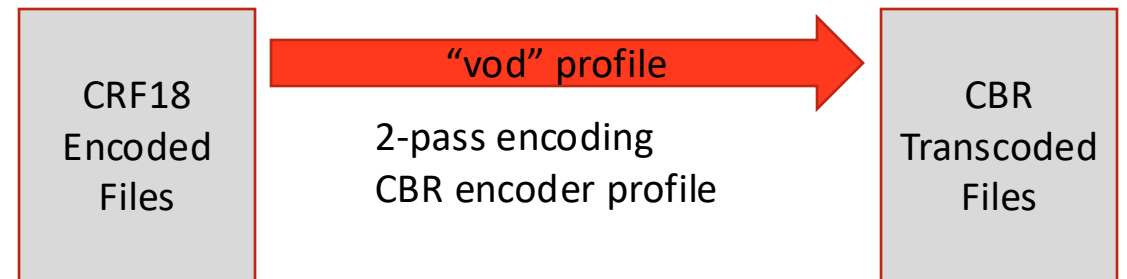 CRF18
Encoded
Files
“vod” profile
2-pass encoding
CBR encoder profile
CBR
Transcoded
Files